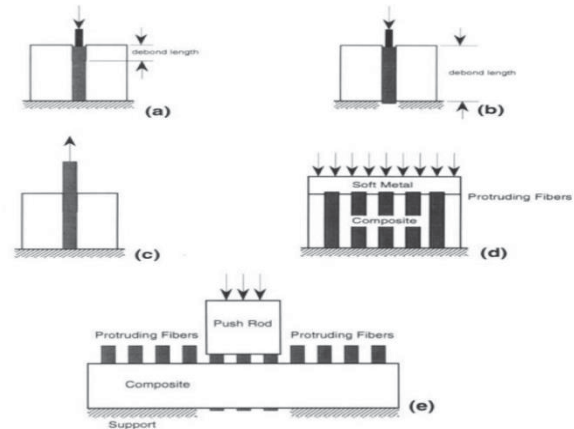 debond length
(a)
debond length
(b)
(c)
Soft Metal
Protruding Fibers
Composite
(d)
Push Rod
Protruding Fibers
Protruding Fibers
Composite
(e)
Support